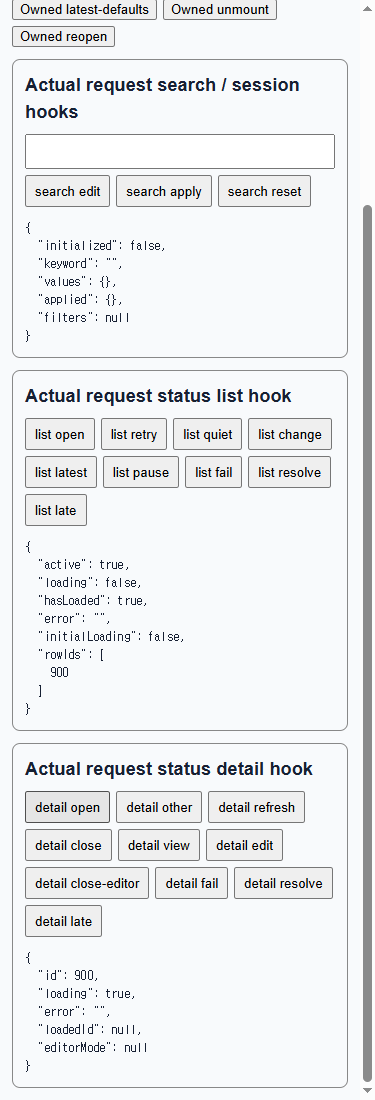 Owned latest-defaults Owned unmount
Owned reopen
Actual request search / session
hooks
search edit search apply search reset
{
  "initialized": false,
  "keyword": "",
  "values": {},
  "applied": {},
  "filters": null
}
Actual request status list hook
list open list retry list quiet list change
list latest list pause list fail list resolve
list late
{
  "active": true,
  "loading": false,
  "hasLoaded": true,
  "error": "",
  "initialLoading": false,
  "rowIds": [
    900
  ]
}
Actual request status detail hook
detail open detail other detail refresh
detail close detail view detail edit
detail close-editor detail fail detail resolve
detail late
{
  "id": 900,
  "loading": true,
  "error": "",
  "loadedId": null,
  "editorMode": null
}